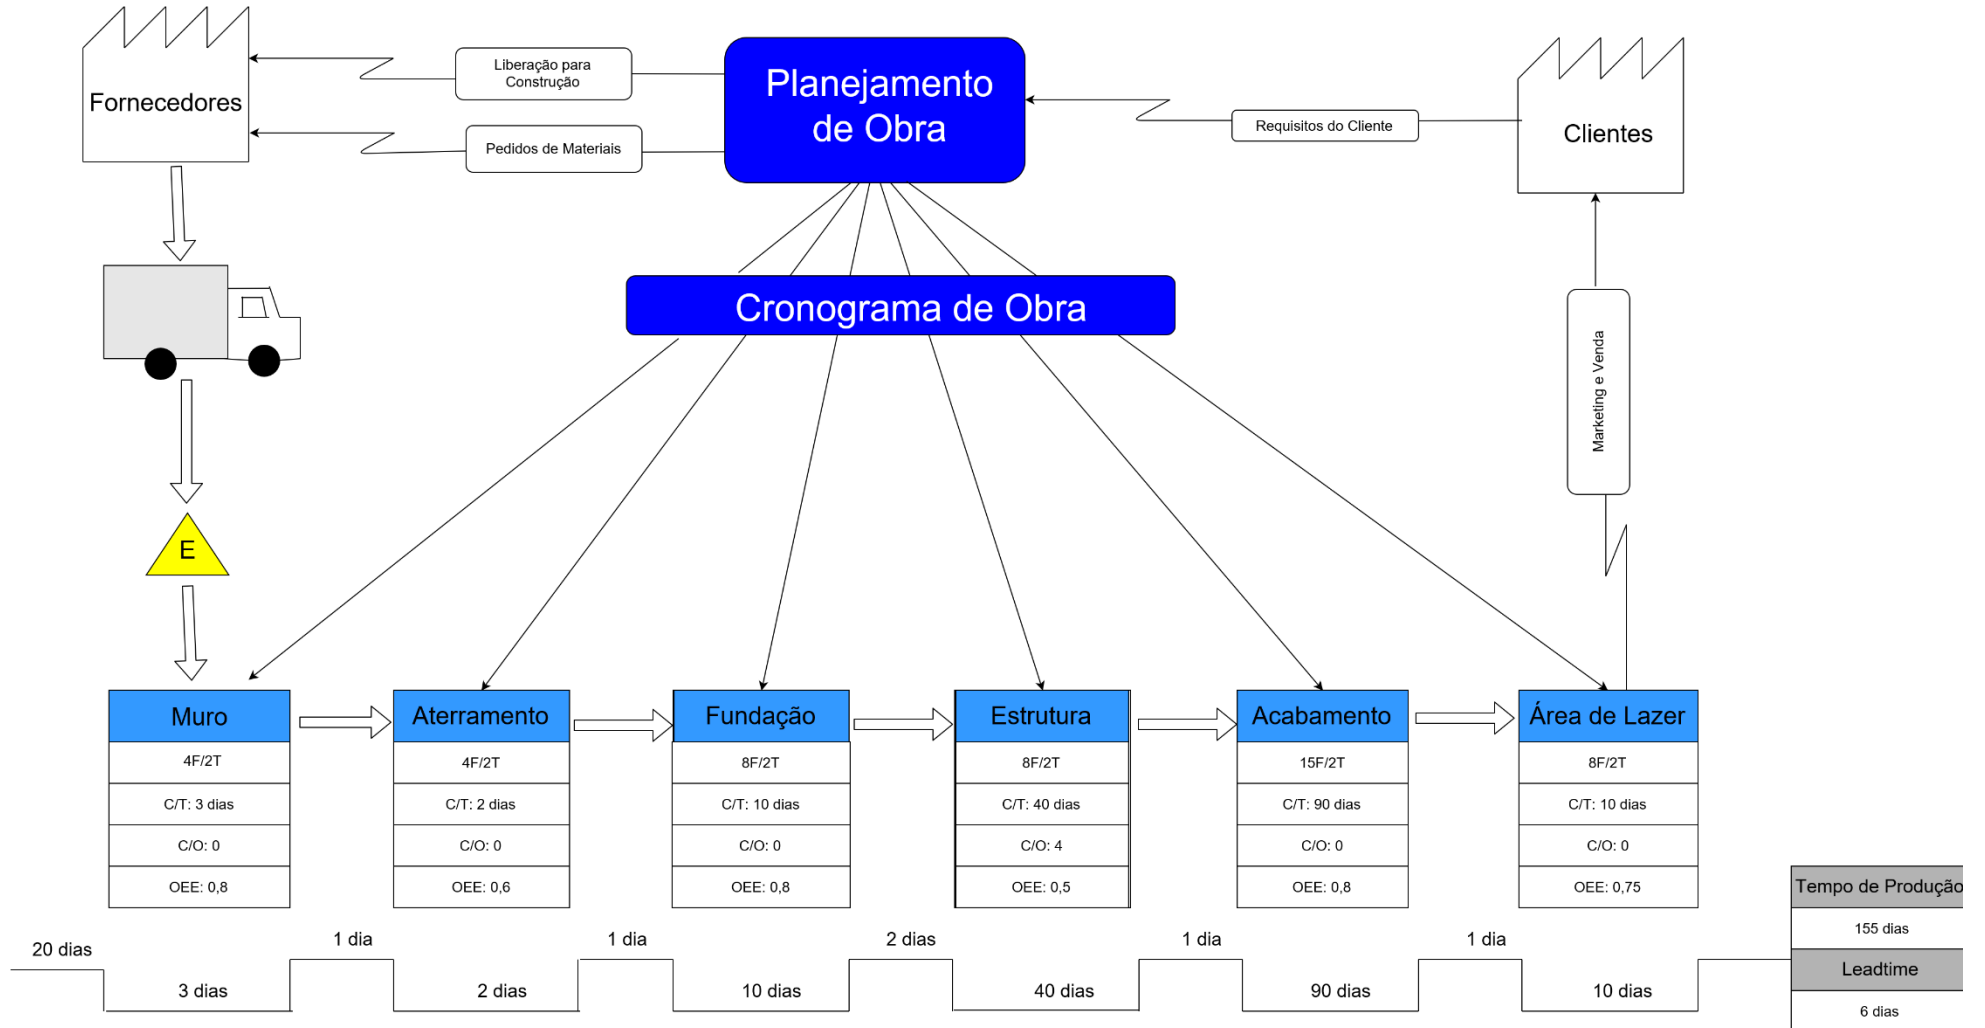 Fornecedores
Liberação para
Construção
Pedidos de Materiais
Planejamento
de Obra
Requisitos do Cliente
Clientes
Cronograma de Obra
Marketing e Venda
E
Muro
4F/2T
C/T: 3 dias
C/O: 0
OEE: 0,8
Aterramento
4F/2T
C/T: 2 dias
C/O: 0
OEE: 0,6
Fundação
8F/2T
C/T: 10 dias
C/O: 0
OEE: 0,8
Estrutura
8F/2T
C/T: 40 dias
C/O: 4
OEE: 0,5
Acabamento
15F/2T
C/T: 90 dias
C/O: 0
OEE: 0,8
Área de Lazer
8F/2T
C/T: 10 dias
C/O: 0
OEE: 0,75
20 dias
3 dias
1 dia
2 dias
1 dia
10 dias
2 dias
40 dias
1 dia
90 dias
1 dia
10 dias
Tempo de Produção
155 dias
Leadtime
6 dias